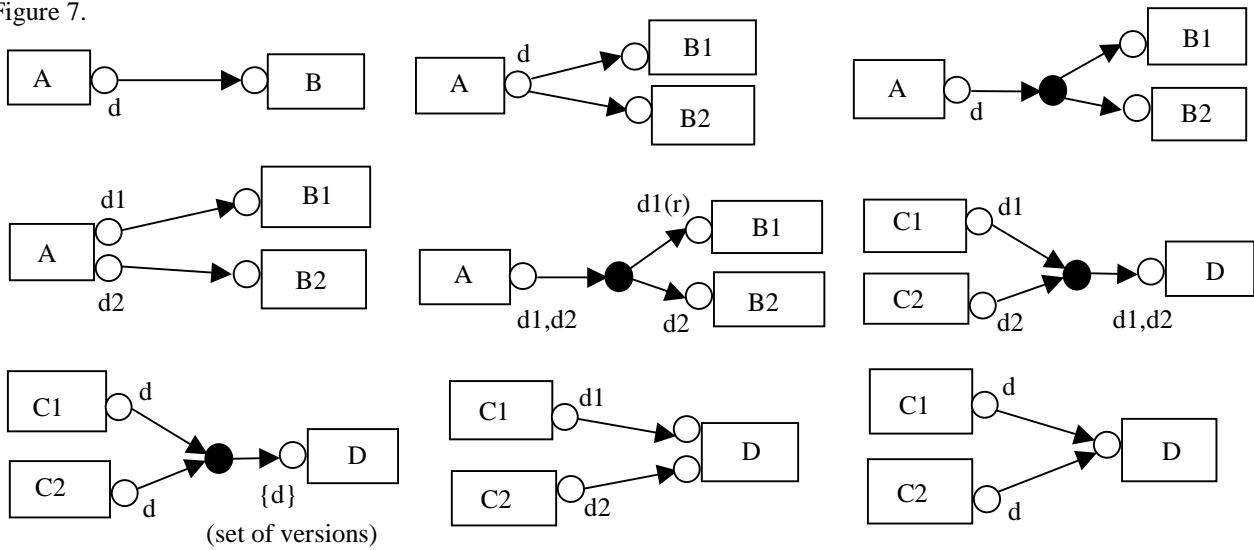 Figure 7.
A
d
B
A
d
B1
B2
A
d
B1
B2
A
d1
d2
B1
B2
A
d1,d2
d1(r)
B1
d2
B2
C1
d1
C2
d2
d1,d2
D
C1
d
C2
d
{d}
(set of versions)
D
C1
d1
C2
d2
D
C1
d
C2
d
D